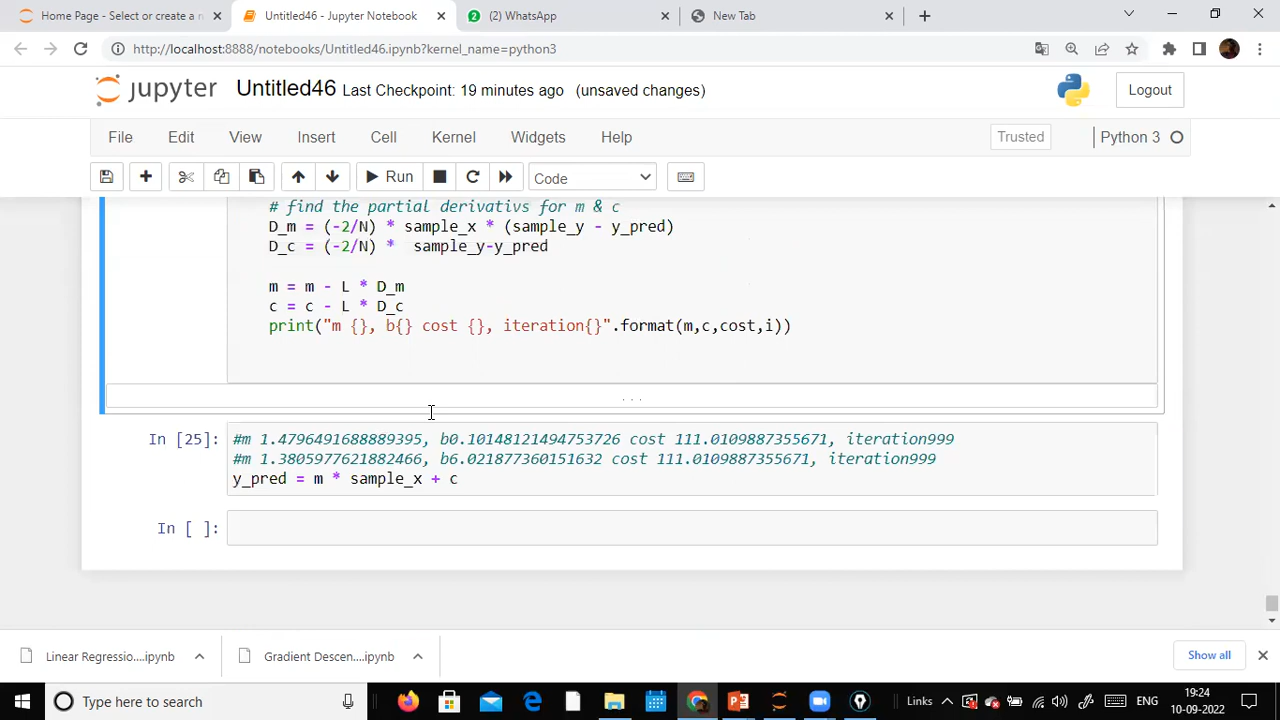 Home Page - Select or create a n
Untitled46 - Jupyter Notebook
(2) WhatsApp
New Tab
http://localhost:8888/notebooks/Untitled46.ipynb?kernel_name=python3
jupyter Untitled46 Last Checkpoint: 19 minutes ago (unsaved changes)
Logout
File Edit View Insert Cell Kernel Widgets Help
Trusted
Python 3
Run
Code
# find the partial derivativs for m & c
D_m = (-2/N) * sample_x * (sample_y - y_pred)
D_c = (-2/N) *  sample_y-y_pred
m = m - L * D_m
c = c - L * D_c
print("m {}, b{} cost {}, iteration{}".format(m,c,cost,i))
...
In [25]:
#m 1.4796491688889395, b0.10148121494753726 cost 111.0109887355671, iteration999
#m 1.3805977621882466, b6.021877360151632 cost 111.0109887355671, iteration999
y_pred = m * sample_x + c
In [ ]:
Linear Regressio....ipynb
Gradient Descen....ipynb
Show all
Type here to search
Links
ENG
19:24
10-09-2022